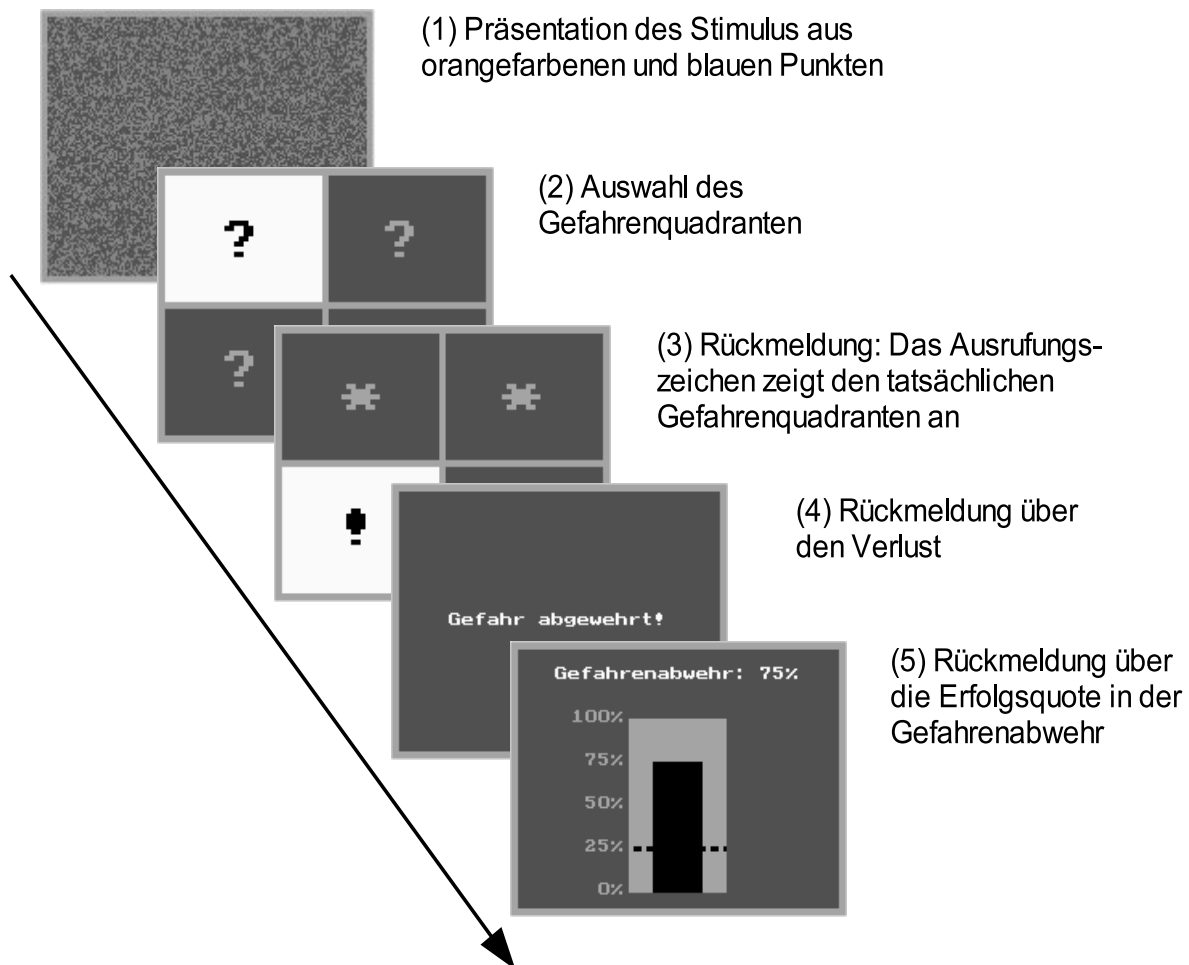 (1) Präsentation des Stimulus aus
orangefarbenen und blauen Punkten
?
?
(2) Auswahl des
Gefahrenquadranten
?
(3) Rückmeldung: Das Ausrufungs-
zeichen zeigt den tatsächlichen
Gefahrenquadranten an
!
(4) Rückmeldung über
den Verlust
Gefahr abgewehrt!
(5) Rückmeldung über
die Erfolgsquote in der
Gefahrenabwehr
Gefahrenabwehr: 75%
100%
75%
50%
25%
0%